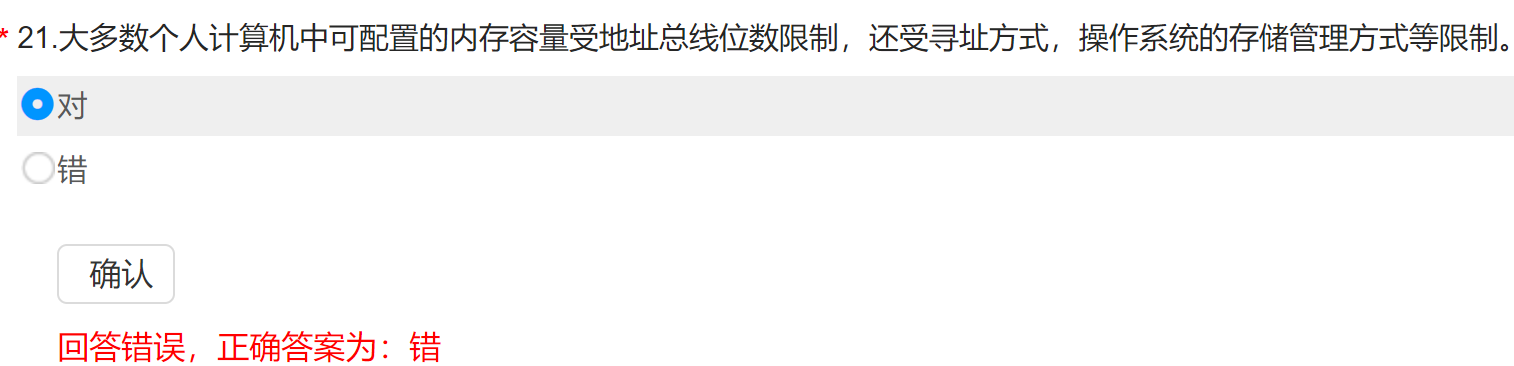 * 21.大多数个人计算机中可配置的内存容量受地址总线位数限制，还受寻址方式，操作系统的存储管理方式等限制。
对
错
确认
回答错误，正确答案为：错